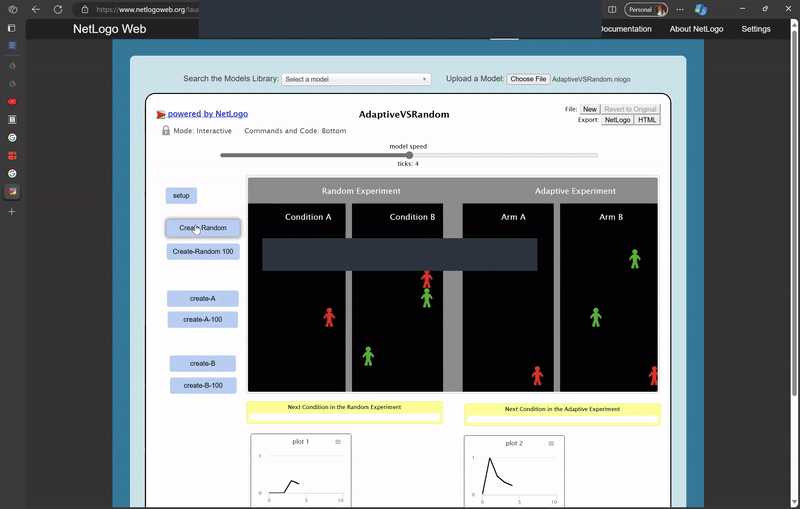 Personal
https://www.netlogoweb.org/lau
NetLogo Web
Documentation
About NetLogo
Settings
Search the Models Library:
Select a model
Upload a Model:
Choose File
AdaptiveVSRandom.nlogo
powered by NetLogo
AdaptiveVSRandom
File: New Revert to Original
Export: NetLogo HTML
Mode: Interactive
Commands and Code: Bottom
model speed
ticks: 4
setup
Create-Random
Create-Random 100
create-A
create-A-100
create-B
create-B-100
Random Experiment
Adaptive Experiment
Condition A
Condition B
Arm A
Arm B
Next Condition in the Random Experiment
Next Condition in the Adaptive Experiment
plot 1
1
0
0 5 10
plot 2
1
0
0 5 10